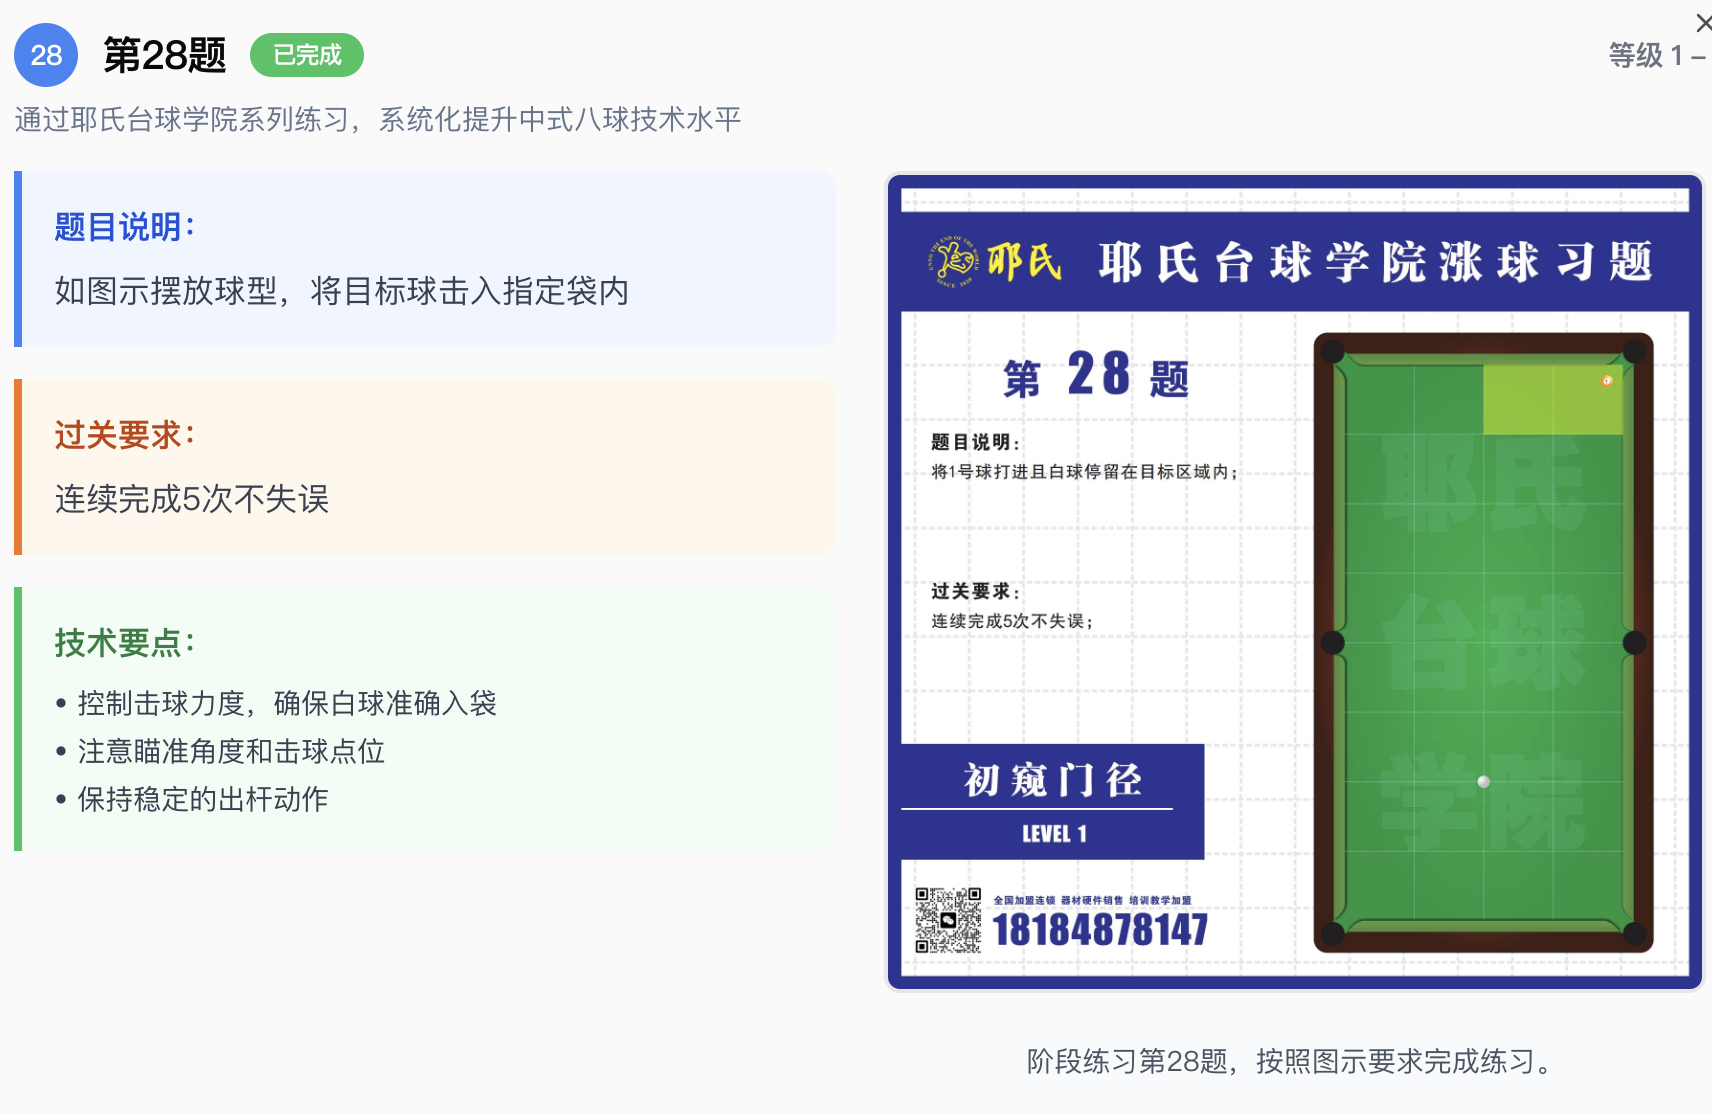 28
第28题
已完成
等级 1 –
通过耶氏台球学院系列练习，系统化提升中式八球技术水平
题目说明：
如图示摆放球型，将目标球击入指定袋内
过关要求：
连续完成5次不失误
技术要点：
• 控制击球力度，确保白球准确入袋
• 注意瞄准角度和击球点位
• 保持稳定的出杆动作
UNTO THE END OF THE WORLD
SINCE 2020
耶氏
耶氏台球学院涨球习题
第 28 题
题目说明：
将1号球打进且白球停留在目标区域内；
过关要求：
连续完成5次不失误；
初窥门径
LEVEL 1
全国加盟连锁 器材硬件销售 培训教学加盟
18184878147
1
耶氏
台球
学院
阶段练习第28题，按照图示要求完成练习。